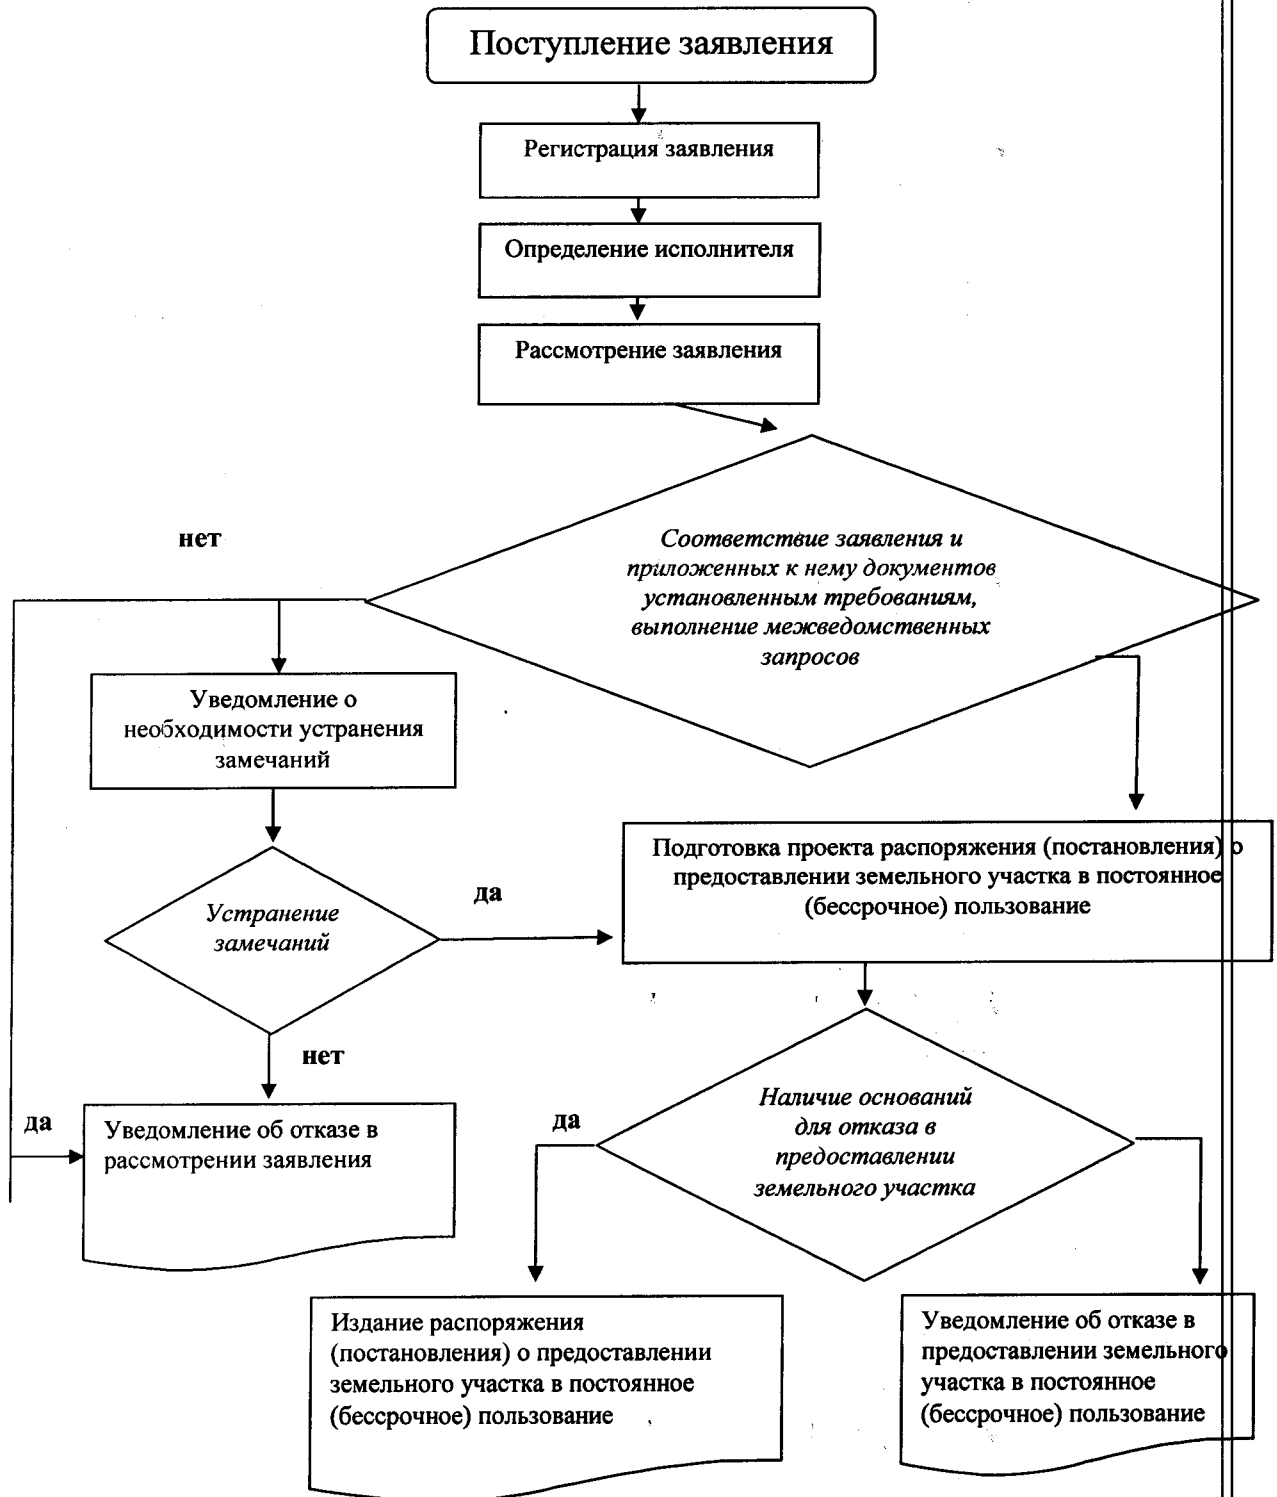 Поступление заявления
Регистрация заявления
Определение исполнителя
Рассмотрение заявления
нет
Соответствие заявления и
приложенных к нему документов
установленным требованиям,
выполнение межведомственных
запросов
Уведомление о
необходимости устранения
замечаний
Подготовка проекта распоряжения (постановления) о
предоставлении земельного участка в постоянное
(бессрочное) пользование
да
Устранение
замечаний
нет
да
Уведомление об отказе в
рассмотрении заявления
да
Наличие оснований
для отказа в
предоставлении
земельного участка
Издание распоряжения
(постановления) о предоставлении
земельного участка в постоянное
(бессрочное) пользование
Уведомление об отказе в
предоставлении земельного
участка в постоянное
(бессрочное) пользование